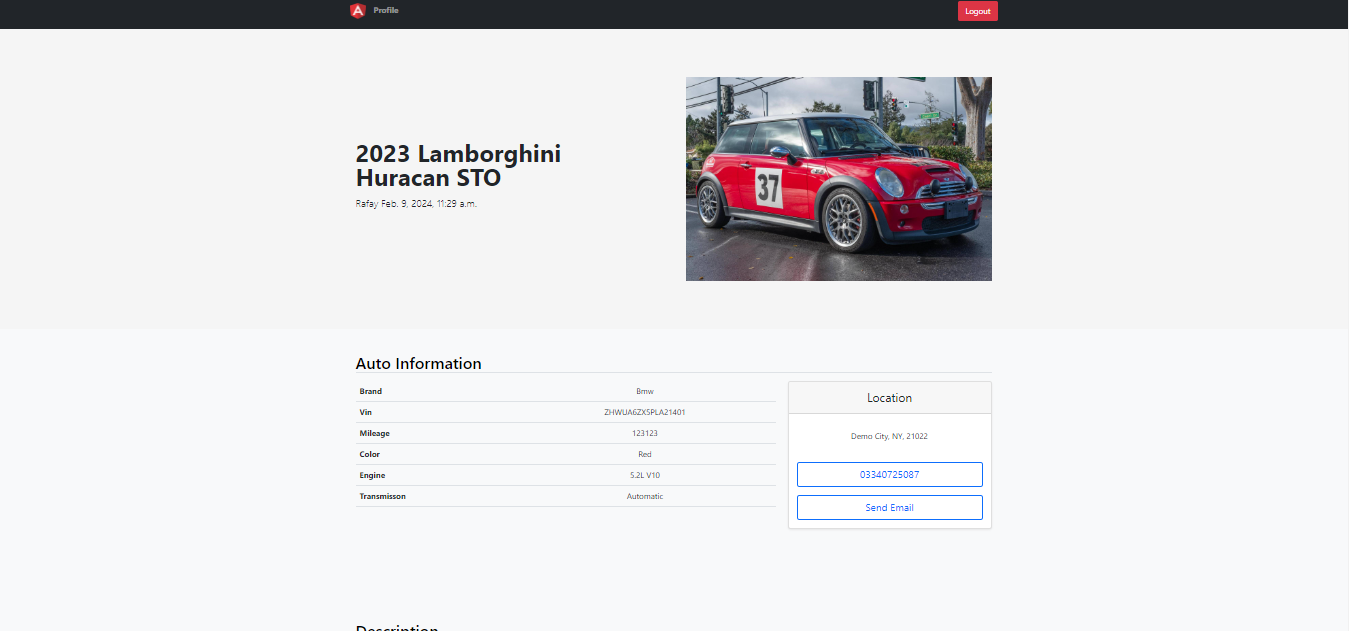 Profile
Logout
2023 Lamborghini
Huracan STO
Rafay Feb. 9, 2024, 11:29 a.m.
37
Auto Information
Brand Bmw
Vin ZHWUA6ZX5PLA21401
Mileage 123123
Color Red
Engine 5.2L V10
Transmisson Automatic
Location
Demo City, NY, 21022
03340725087
Send Email
Description